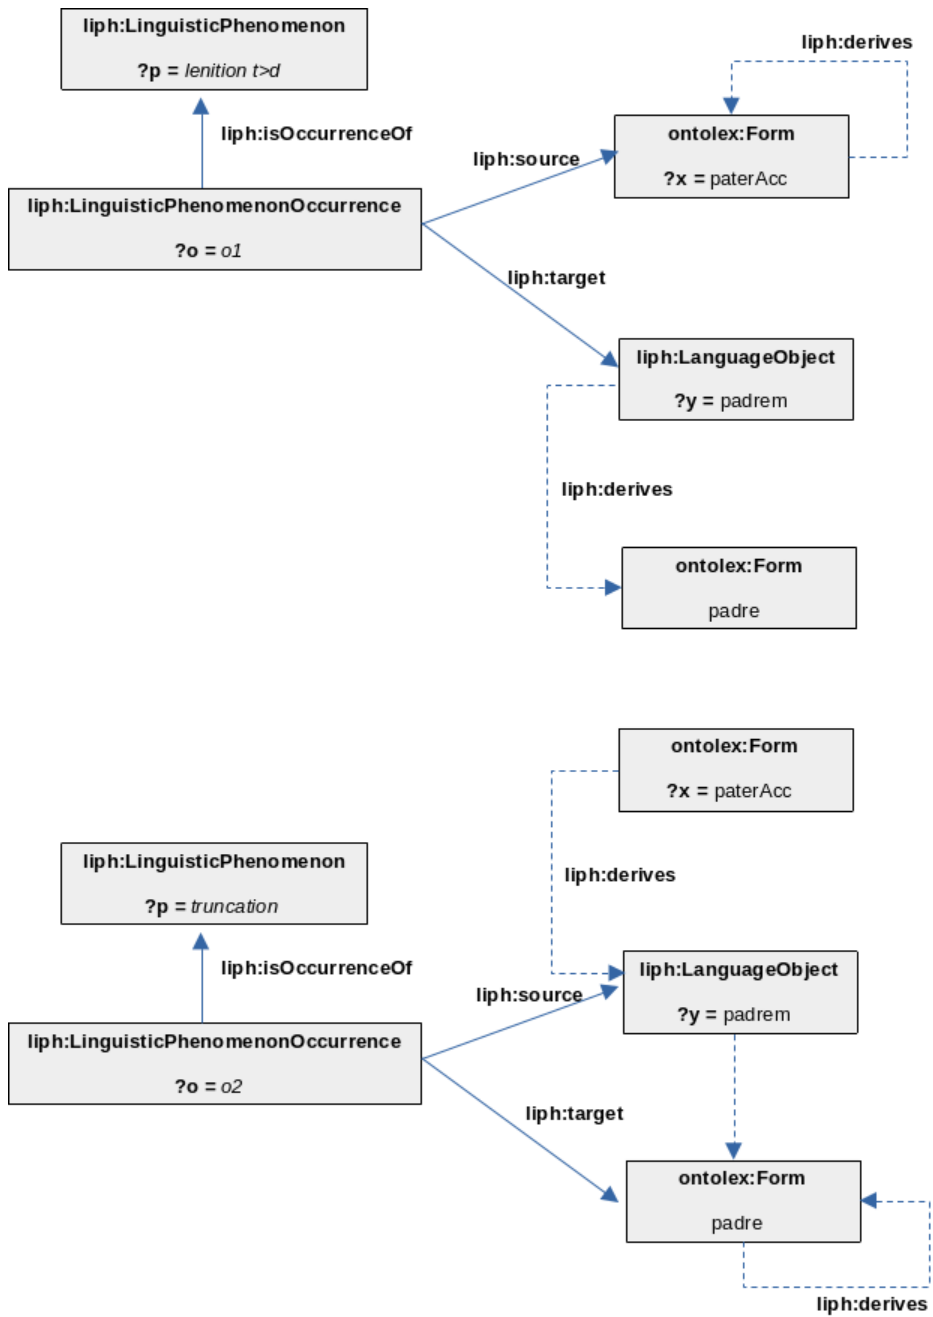 liph:LinguisticPhenomenon
?p = lenition t>d
liph:derives
liph:isOccurrenceOf
ontolex:Form
?x = paterAcc
liph:source
liph:LinguisticPhenomenonOccurrence
?o = o1
liph:target
liph:LanguageObject
?y = padrem
liph:derives
ontolex:Form
padre
ontolex:Form
?x = paterAcc
liph:LinguisticPhenomenon
?p = truncation
liph:derives
liph:isOccurrenceOf
liph:LanguageObject
?y = padrem
liph:source
liph:LinguisticPhenomenonOccurrence
?o = o2
liph:target
ontolex:Form
padre
liph:derives